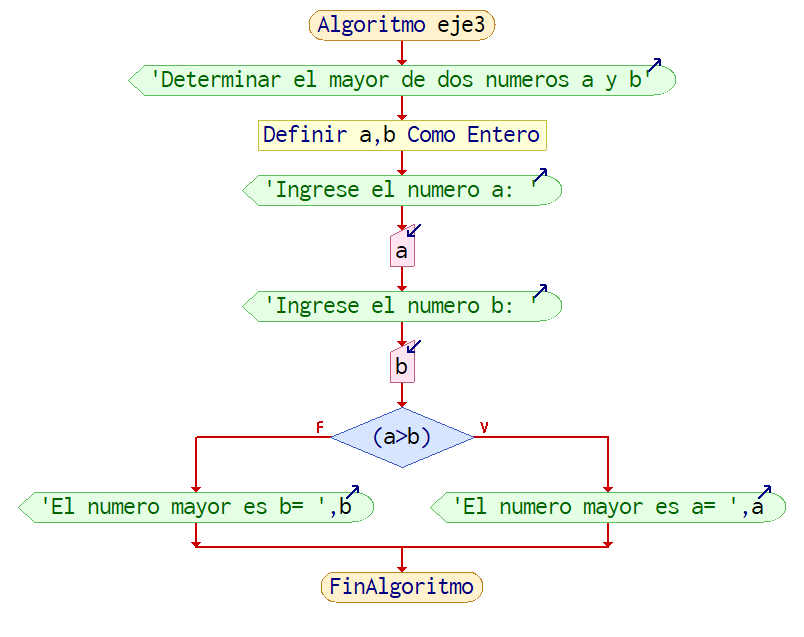 Algoritmo eje3
'Determinar el mayor de dos numeros a y b'
Definir a,b Como Entero
'Ingrese el numero a: '
a
'Ingrese el numero b: '
b
F
(a>b)
V
'El numero mayor es b= ',b
'El numero mayor es a= ',a
FinAlgoritmo